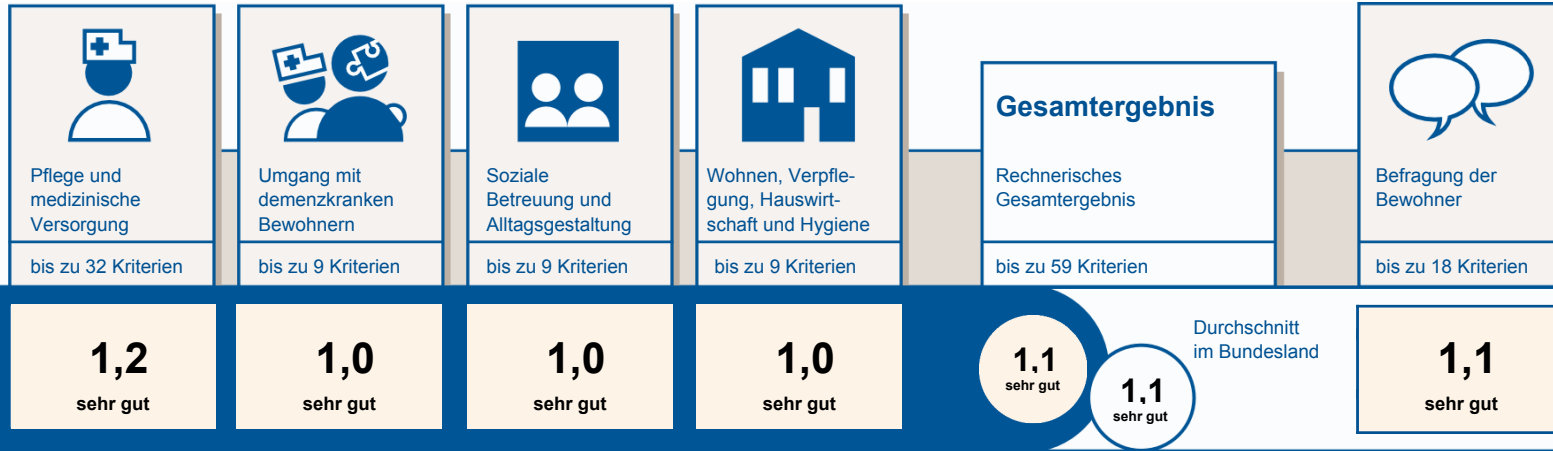 Pflege und
medizinische
Versorgung
bis zu 32 Kriterien
1,2
sehr gut
Umgang mit
demenzkranken
Bewohnern
bis zu 9 Kriterien
1,0
sehr gut
Soziale
Betreuung und
Alltagsgestaltung
bis zu 9 Kriterien
1,0
sehr gut
Wohnen, Verpfle-
gung, Hauswirt-
schaft und Hygiene
bis zu 9 Kriterien
1,0
sehr gut
Gesamtergebnis
Rechnerisches
Gesamtergebnis
bis zu 59 Kriterien
1,1
sehr gut
Durchschnitt
im Bundesland
1,1
sehr gut
Befragung der
Bewohner
bis zu 18 Kriterien
1,1
sehr gut